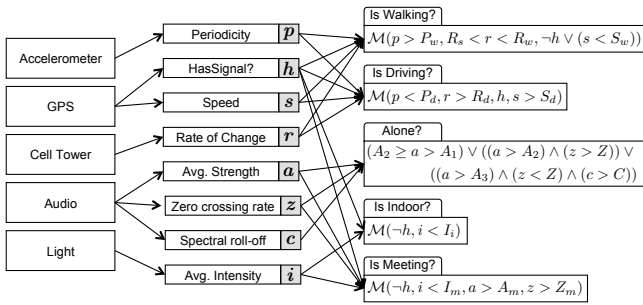 Accelerometer
GPS
Cell Tower
Audio
Light
Periodicity p
HasSignal? h
Speed s
Rate of Change r
Avg. Strength a
Zero crossing rate z
Spectral roll-off c
Avg. Intensity i
Is Walking?
M(p > P_w, R_s < r < R_w, ¬h ∨ (s < S_w))
Is Driving?
M(p < P_d, r > R_d, h, s > S_d)
Alone?
(A_2 ≥ a > A_1) ∨ ((a > A_2) ∧ (z > Z)) ∨
((a > A_3) ∧ (z < Z) ∧ (c > C))
Is Indoor?
M(¬h, i < I_i)
Is Meeting?
M(¬h, i < I_m, a > A_m, z > Z_m)